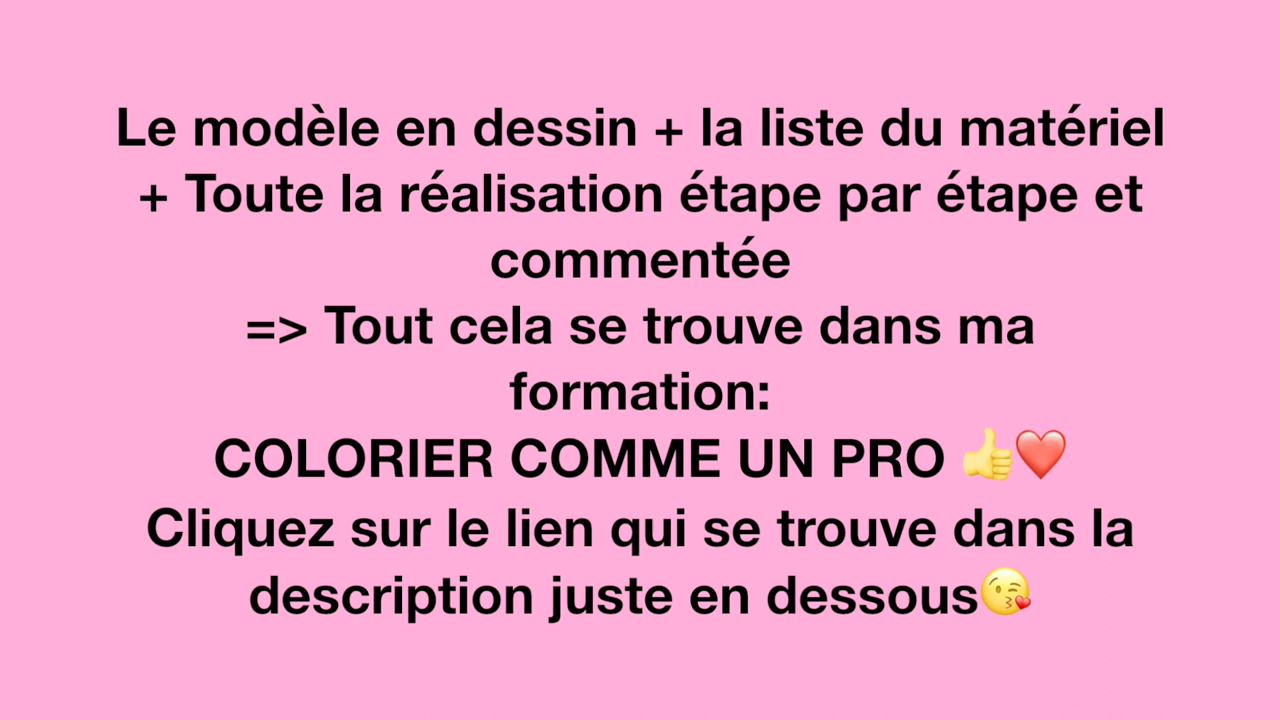 Le modèle en dessin + la liste du matériel
+ Toute la réalisation étape par étape et
commentée
=> Tout cela se trouve dans ma
formation:
COLORIER COMME UN PRO 👍❤️
Cliquez sur le lien qui se trouve dans la
description juste en dessous😘